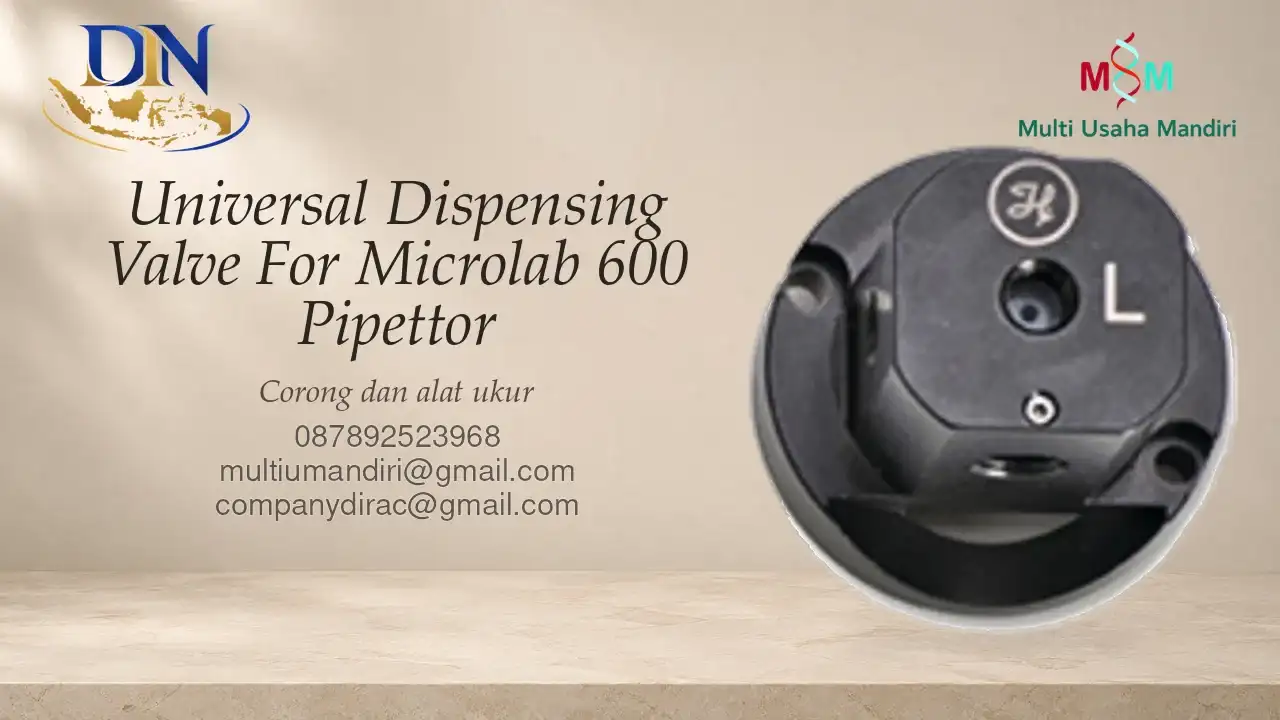 DN
M M
Multi Usaha Mandiri
Universal Dispensing
Valve For Microlab 600
Pipettor
Corong dan alat ukur
087892523968
multiumandiri@gmail.com
companydirac@gmail.com
H
L